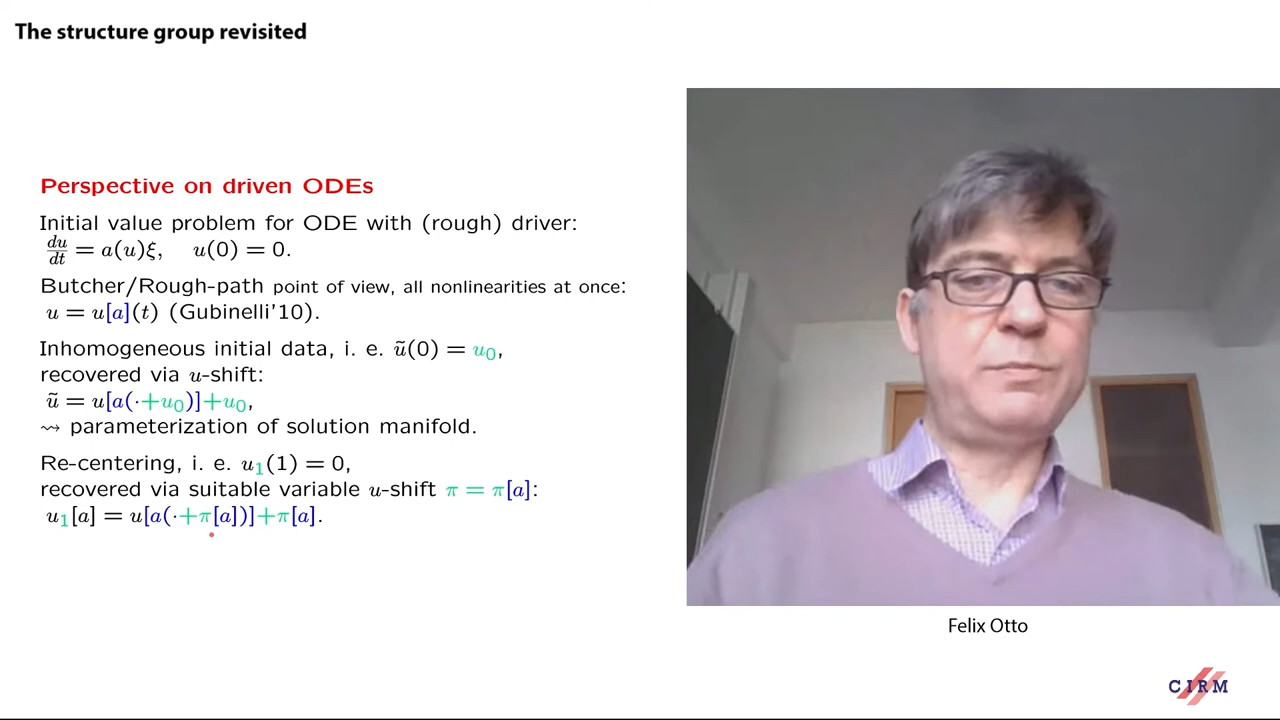 The structure group revisited
Perspective on driven ODEs
Initial value problem for ODE with (rough) driver:
du/dt = a(u)ξ, u(0) = 0.
Butcher/Rough-path point of view, all nonlinearities at once:
u = u[a](t) (Gubinelli'10).
Inhomogeneous initial data, i. e. ũ(0) = u₀,
recovered via u-shift:
ũ = u[a(·+u₀)]+u₀,
⇝ parameterization of solution manifold.
Re-centering, i. e. u₁(1) = 0,
recovered via suitable variable u-shift π = π[a]:
u₁[a] = u[a(·+π[a])]+π[a].
Felix Otto
CIRM